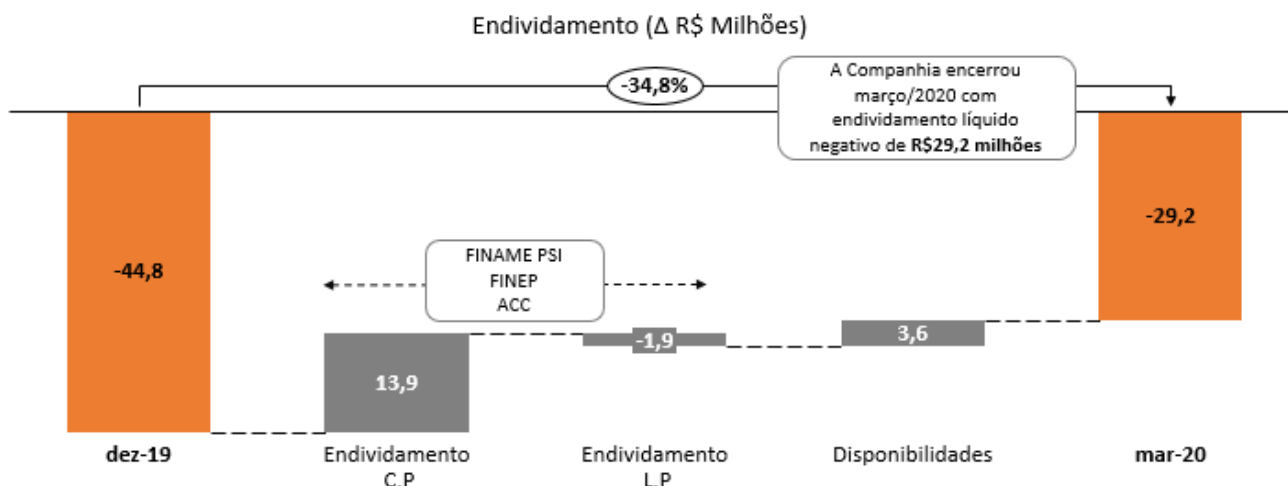 Endividamento (Δ R$ Milhões)
-34,8%
A Companhia encerrou
março/2020 com
endividamento líquido
negativo de R$29,2 milhões
-44,8
FINAME PSI
FINEP
ACC
13,9
-1,9
3,6
-29,2
dez-19
Endividamento
C.P
Endividamento
L.P
Disponibilidades
mar-20